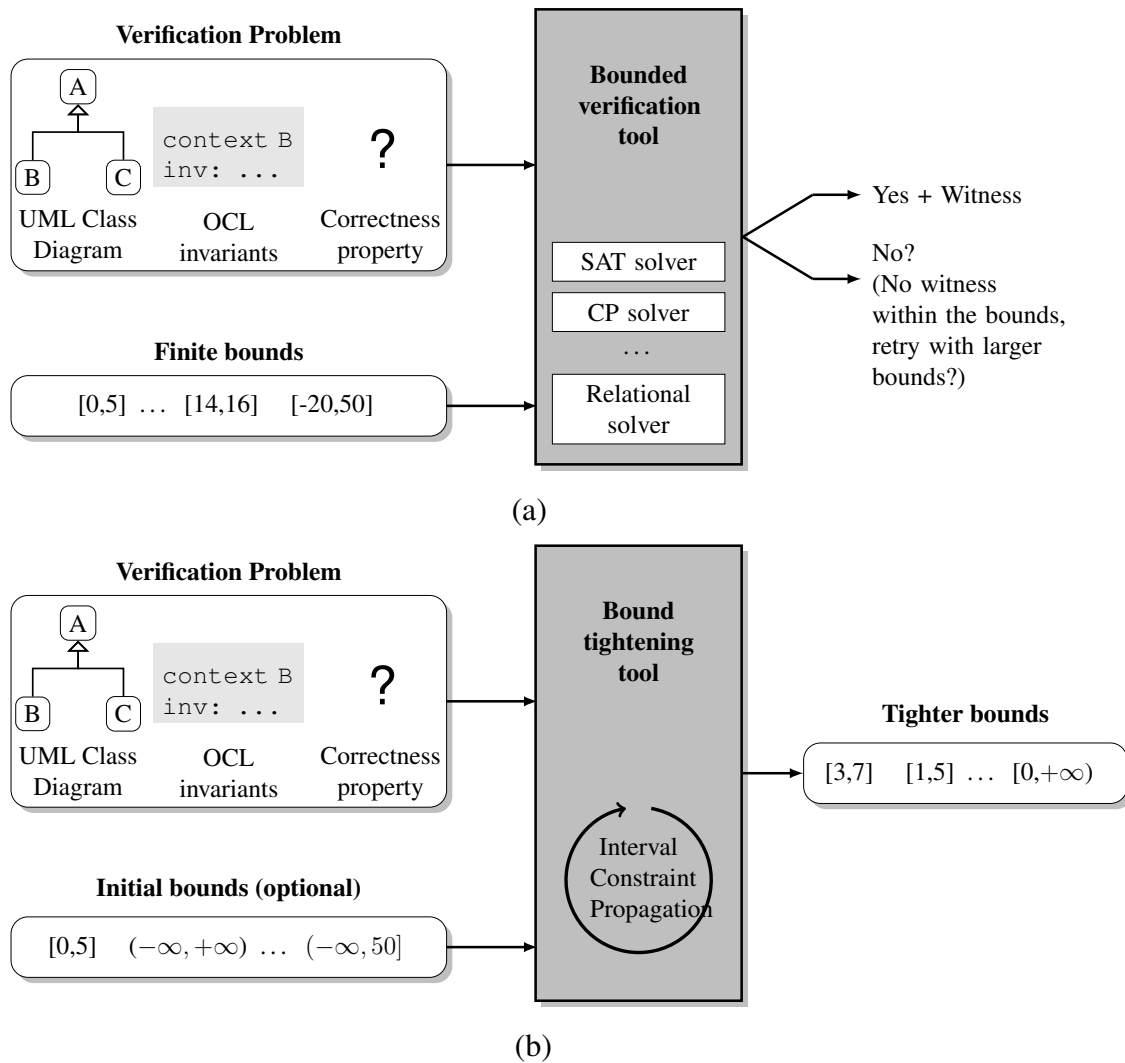 Verification Problem
A
B
C
context B
inv: ...
?
UML Class
Diagram
OCL
invariants
Correctness
property
Finite bounds
[0,5] … [14,16] [-20,50]
Bounded
verification
tool
SAT solver
CP solver
…
Relational
solver
Yes + Witness
No?
(No witness
within the bounds,
retry with larger
bounds?)
(a)
Verification Problem
A
B
C
context B
inv: ...
?
UML Class
Diagram
OCL
invariants
Correctness
property
Initial bounds (optional)
[0,5] (−∞, +∞) … (−∞, 50]
Bound
tightening
tool
Interval
Constraint
Propagation
Tighter bounds
[3,7] [1,5] … [0,+∞)
(b)